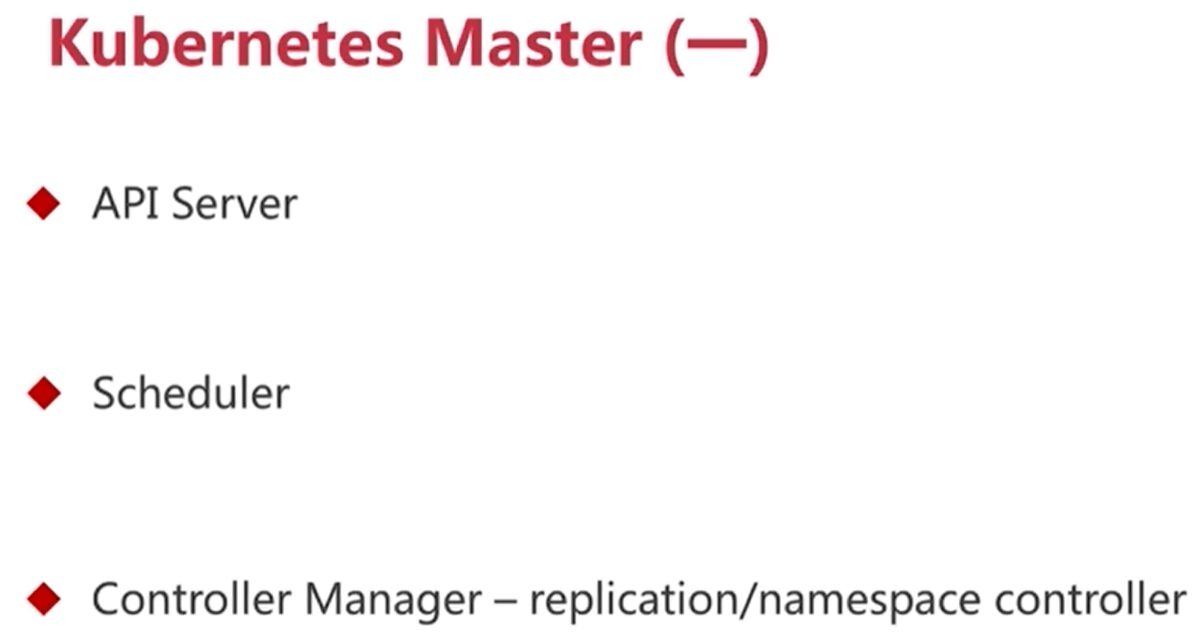 Kubernetes Master (一)
API Server
Scheduler
Controller Manager – replication/namespace controller